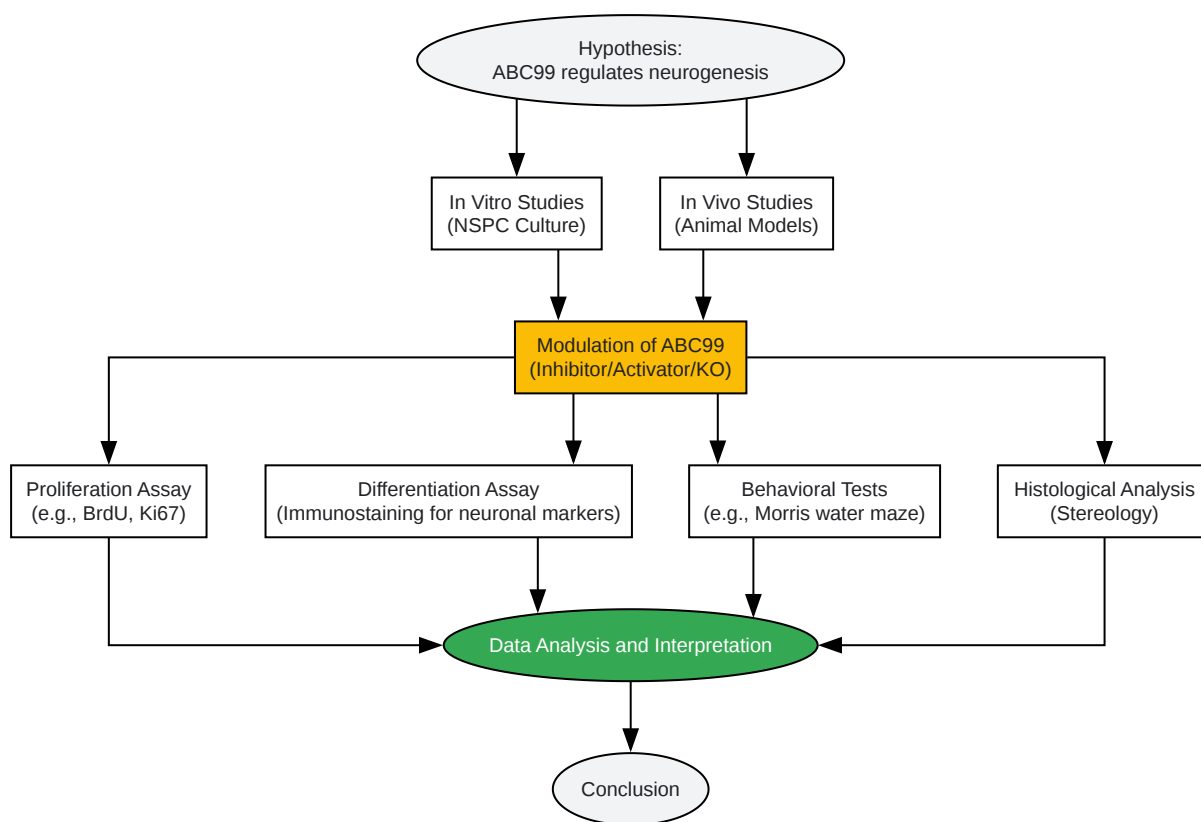 Hypothesis:
ABC99 regulates neurogenesis
In Vitro Studies
(NSPC Culture)
In Vivo Studies
(Animal Models)
Modulation of ABC99
(Inhibitor/Activator/KO)
Proliferation Assay
(e.g., BrdU, Ki67)
Differentiation Assay
(Immunostaining for neuronal markers)
Behavioral Tests
(e.g., Morris water maze)
Histological Analysis
(Stereology)
Data Analysis and Interpretation
Conclusion